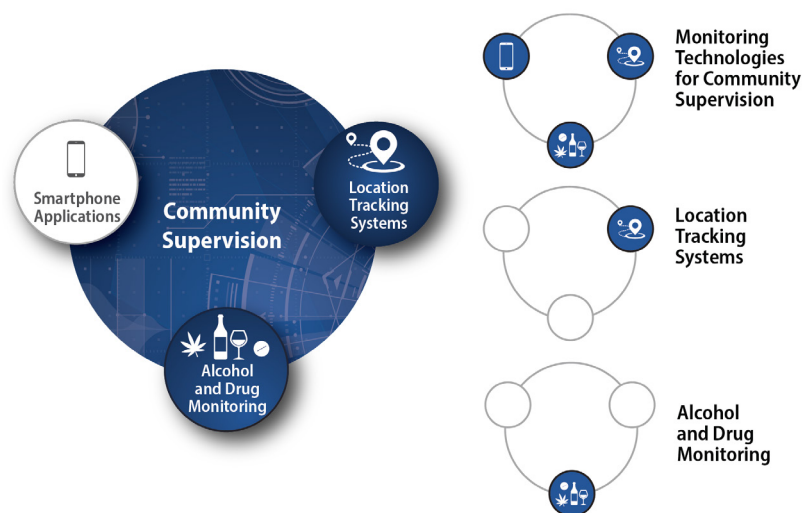 Smartphone
Applications
Community
Supervision
Location
Tracking
Systems
Alcohol
and Drug
Monitoring
Monitoring
Technologies
for Community
Supervision
Location
Tracking
Systems
Alcohol
and Drug
Monitoring